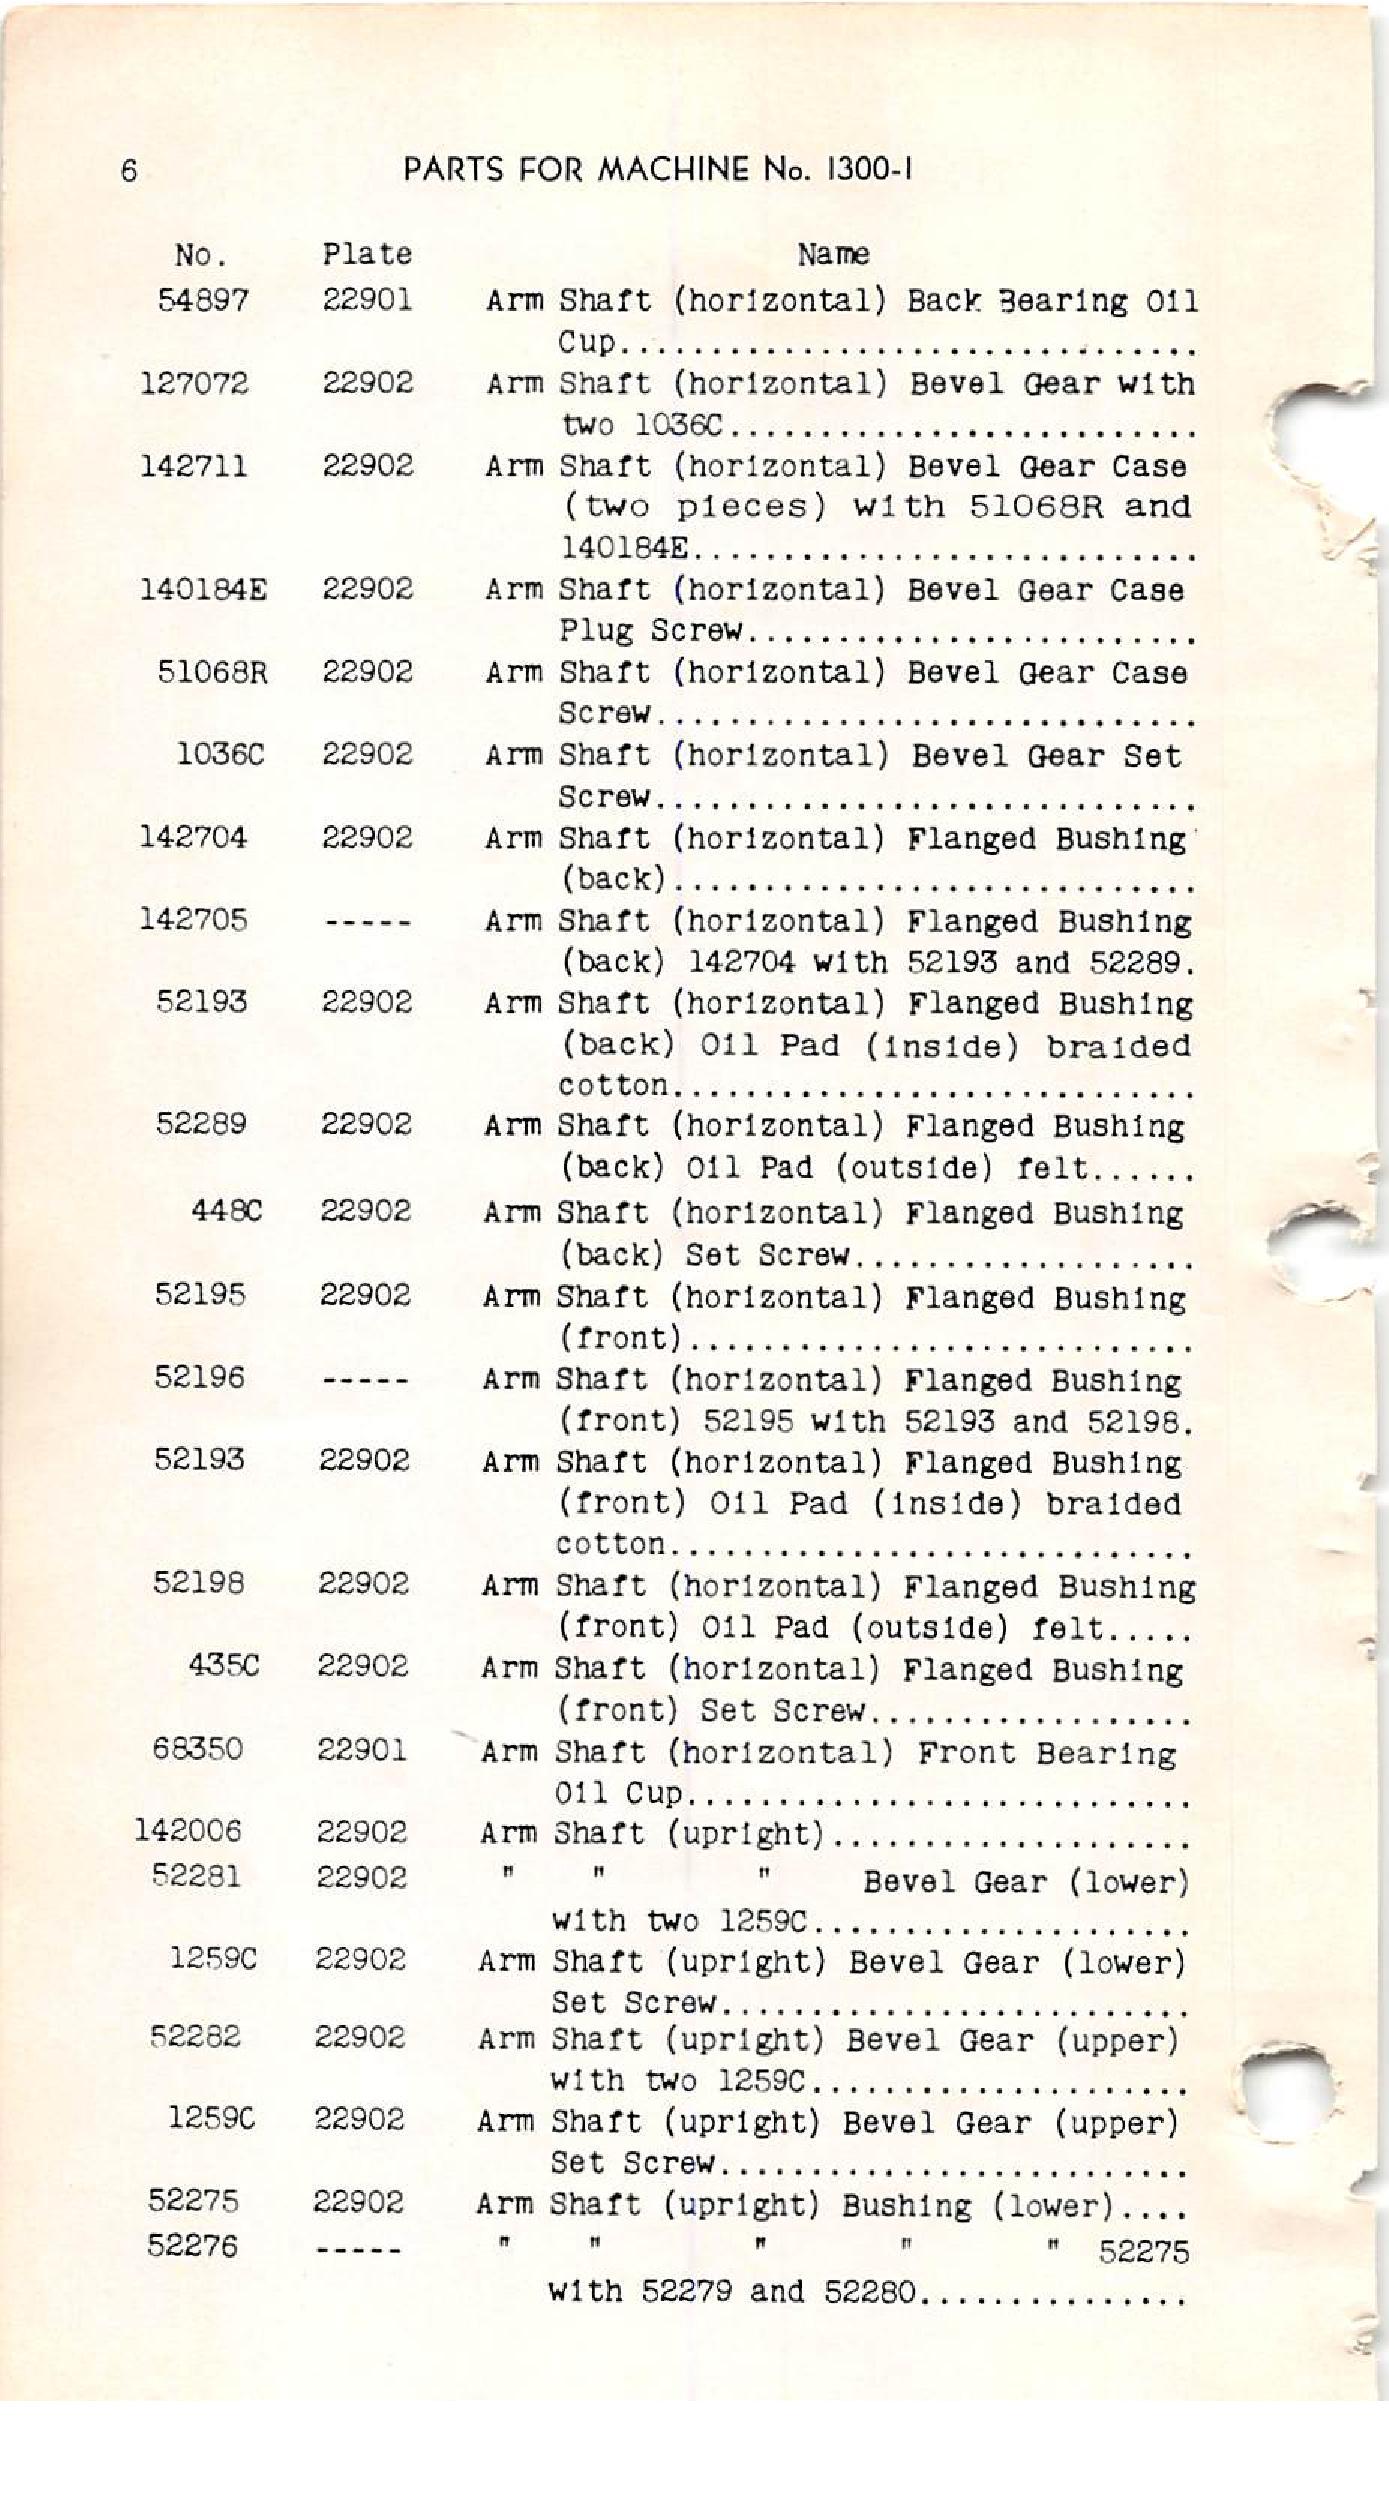 6 PARTS FOR MACHINE No. 1300-1
No. Plate Name
54897 22901 Arm Shaft (horizontal) Back Bearing Oil
Cup................................
127072 22902 Arm Shaft (horizontal) Bevel Gear with
two 1036C..........................
142711 22902 Arm Shaft (horizontal) Bevel Gear Case
(two pieces) with 51068R and
140184E............................
140184E 22902 Arm Shaft (horizontal) Bevel Gear Case
Plug Screw.........................
51068R 22902 Arm Shaft (horizontal) Bevel Gear Case
Screw..............................
1036C 22902 Arm Shaft (horizontal) Bevel Gear Set
Screw..............................
142704 22902 Arm Shaft (horizontal) Flanged Bushing
(back).............................
142705 ----- Arm Shaft (horizontal) Flanged Bushing
(back) 142704 with 52193 and 52289.
52193 22902 Arm Shaft (horizontal) Flanged Bushing
(back) Oil Pad (inside) braided
cotton.............................
52289 22902 Arm Shaft (horizontal) Flanged Bushing
(back) Oil Pad (outside) felt......
448C 22902 Arm Shaft (horizontal) Flanged Bushing
(back) Set Screw...................
52195 22902 Arm Shaft (horizontal) Flanged Bushing
(front)............................
52196 ----- Arm Shaft (horizontal) Flanged Bushing
(front) 52195 with 52193 and 52198.
52193 22902 Arm Shaft (horizontal) Flanged Bushing
(front) Oil Pad (inside) braided
cotton.............................
52198 22902 Arm Shaft (horizontal) Flanged Bushing
(front) Oil Pad (outside) felt.....
435C 22902 Arm Shaft (horizontal) Flanged Bushing
(front) Set Screw..................
68350 22901 Arm Shaft (horizontal) Front Bearing
Oil Cup............................
142006 22902 Arm Shaft (upright)....................
52281 22902 " " " Bevel Gear (lower)
with two 1259C.....................
1259C 22902 Arm Shaft (upright) Bevel Gear (lower)
Set Screw..........................
52282 22902 Arm Shaft (upright) Bevel Gear (upper)
with two 1259C.....................
1259C 22902 Arm Shaft (upright) Bevel Gear (upper)
Set Screw..........................
52275 22902 Arm Shaft (upright) Bushing (lower)....
52276 ----- " " " " " 52275
with 52279 and 52280...............